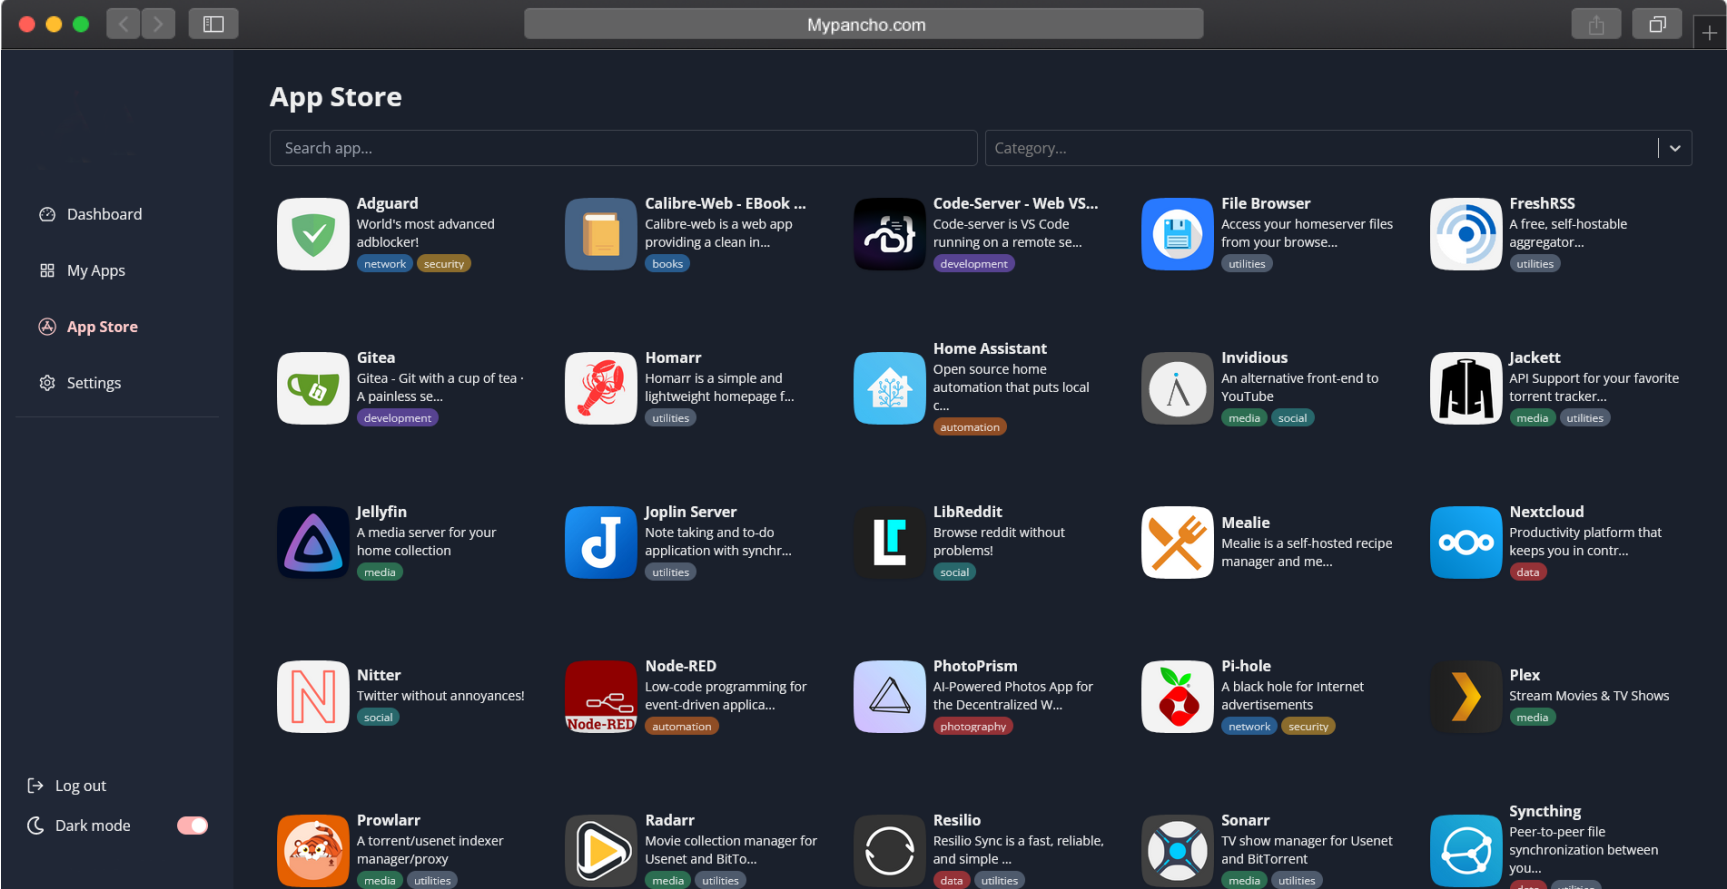 Mypancho.com
App Store
Search app...
Category...
Dashboard
My Apps
App Store
Settings
Log out
Dark mode
Adguard
World's most advanced
adblocker!
network security
Calibre-Web - EBook ...
Calibre-web is a web app
providing a clean in...
books
Code-Server - Web VS...
Code-server is VS Code
running on a remote se...
development
File Browser
Access your homeserver files
from your browse...
utilities
FreshRSS
A free, self-hostable
aggregator...
utilities
Gitea
Gitea - Git with a cup of tea ·
A painless se...
development
Homarr
Homarr is a simple and
lightweight homepage f...
utilities
Home Assistant
Open source home
automation that puts local
c...
automation
Invidious
An alternative front-end to
YouTube
media social
Jackett
API Support for your favorite
torrent tracker...
media utilities
Jellyfin
A media server for your
home collection
media
Joplin Server
Note taking and to-do
application with synchr...
utilities
LibReddit
Browse reddit without
problems!
social
Mealie
Mealie is a self-hosted recipe
manager and me...
Nextcloud
Productivity platform that
keeps you in contr...
data
Nitter
Twitter without annoyances!
social
Node-RED
Node-RED
Low-code programming for
event-driven applica...
automation
PhotoPrism
AI-Powered Photos App for
the Decentralized W...
photography
Pi-hole
A black hole for Internet
advertisements
network security
Plex
Stream Movies & TV Shows
media
Prowlarr
A torrent/usenet indexer
manager/proxy
media utilities
Radarr
Movie collection manager for
Usenet and BitTo...
media utilities
Resilio
Resilio Sync is a fast, reliable,
and simple ...
data utilities
Sonarr
TV show manager for Usenet
and BitTorrent
media utilities
Syncthing
Peer-to-peer file
synchronization between
you...
data utilities